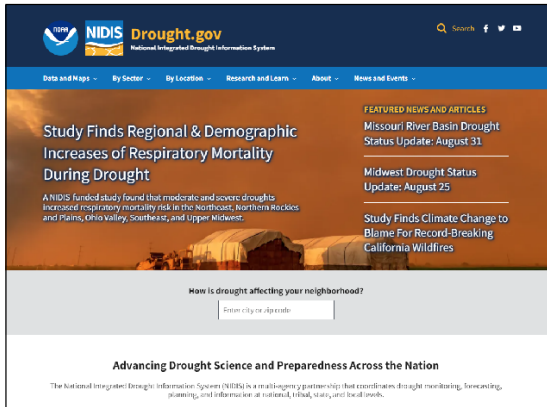 NOAA
NIDIS
Drought.gov
National Integrated Drought Information System
Search
Data and Maps
By Sector
By Location
Research and Learn
About
News and Events
Study Finds Regional & Demographic
Increases of Respiratory Mortality
During Drought
A NIDIS funded study found that moderate and severe droughts
increased respiratory mortality risk in the Northeast, Northern Rockies
and Plains, Ohio Valley, Southeast, and Upper Midwest.
FEATURED NEWS AND ARTICLES
Missouri River Basin Drought
Status Update: August 31
Midwest Drought Status
Update: August 25
Study Finds Climate Change to
Blame For Record-Breaking
California Wildfires
How is drought affecting your neighborhood?
Enter city or zip code
Advancing Drought Science and Preparedness Across the Nation
The National Integrated Drought Information System (NIDIS) is a multi-agency partnership that coordinates drought monitoring, forecasting,
planning, and information at national, tribal, state, and local levels.